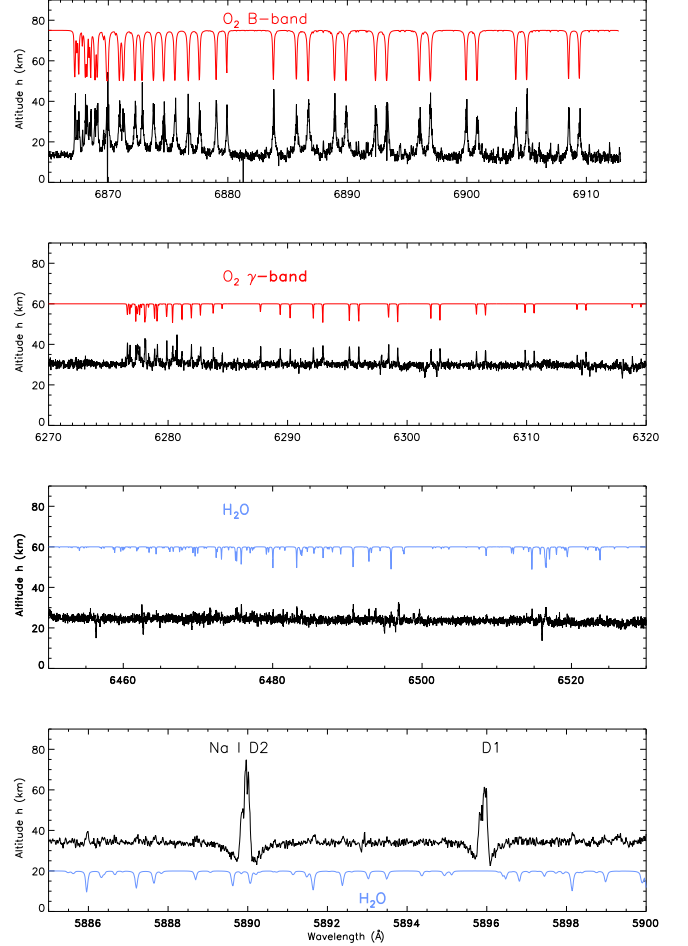 O₂ B-band
Altitude h (km)
80
60
40
20
0
6870 6880 6890 6900 6910
O₂ γ-band
Altitude h (km)
80
60
40
20
0
6270 6280 6290 6300 6310 6320
H₂O
Altitude h (km)
80
60
40
20
0
6460 6480 6500 6520
Na I D2 D1
Altitude h (km)
80
60
40
20
0
H₂O
5886 5888 5890 5892 5894 5896 5898 5900
Wavelength (Å)